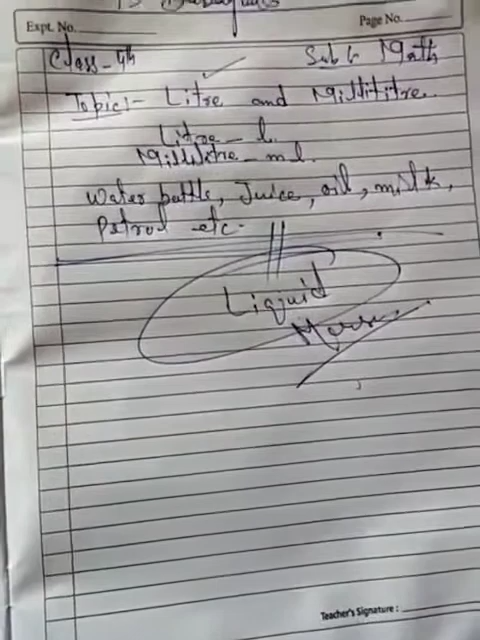 Expt. No.
Page No.
Class - 4th
Sub :- Math
Topic:- Litre and Millilitre.
Litre - l.
Millilitre - ml.
Water bottle, Juice, oil, milk,
Petrol etc.
Liquid
Teacher's Signature :